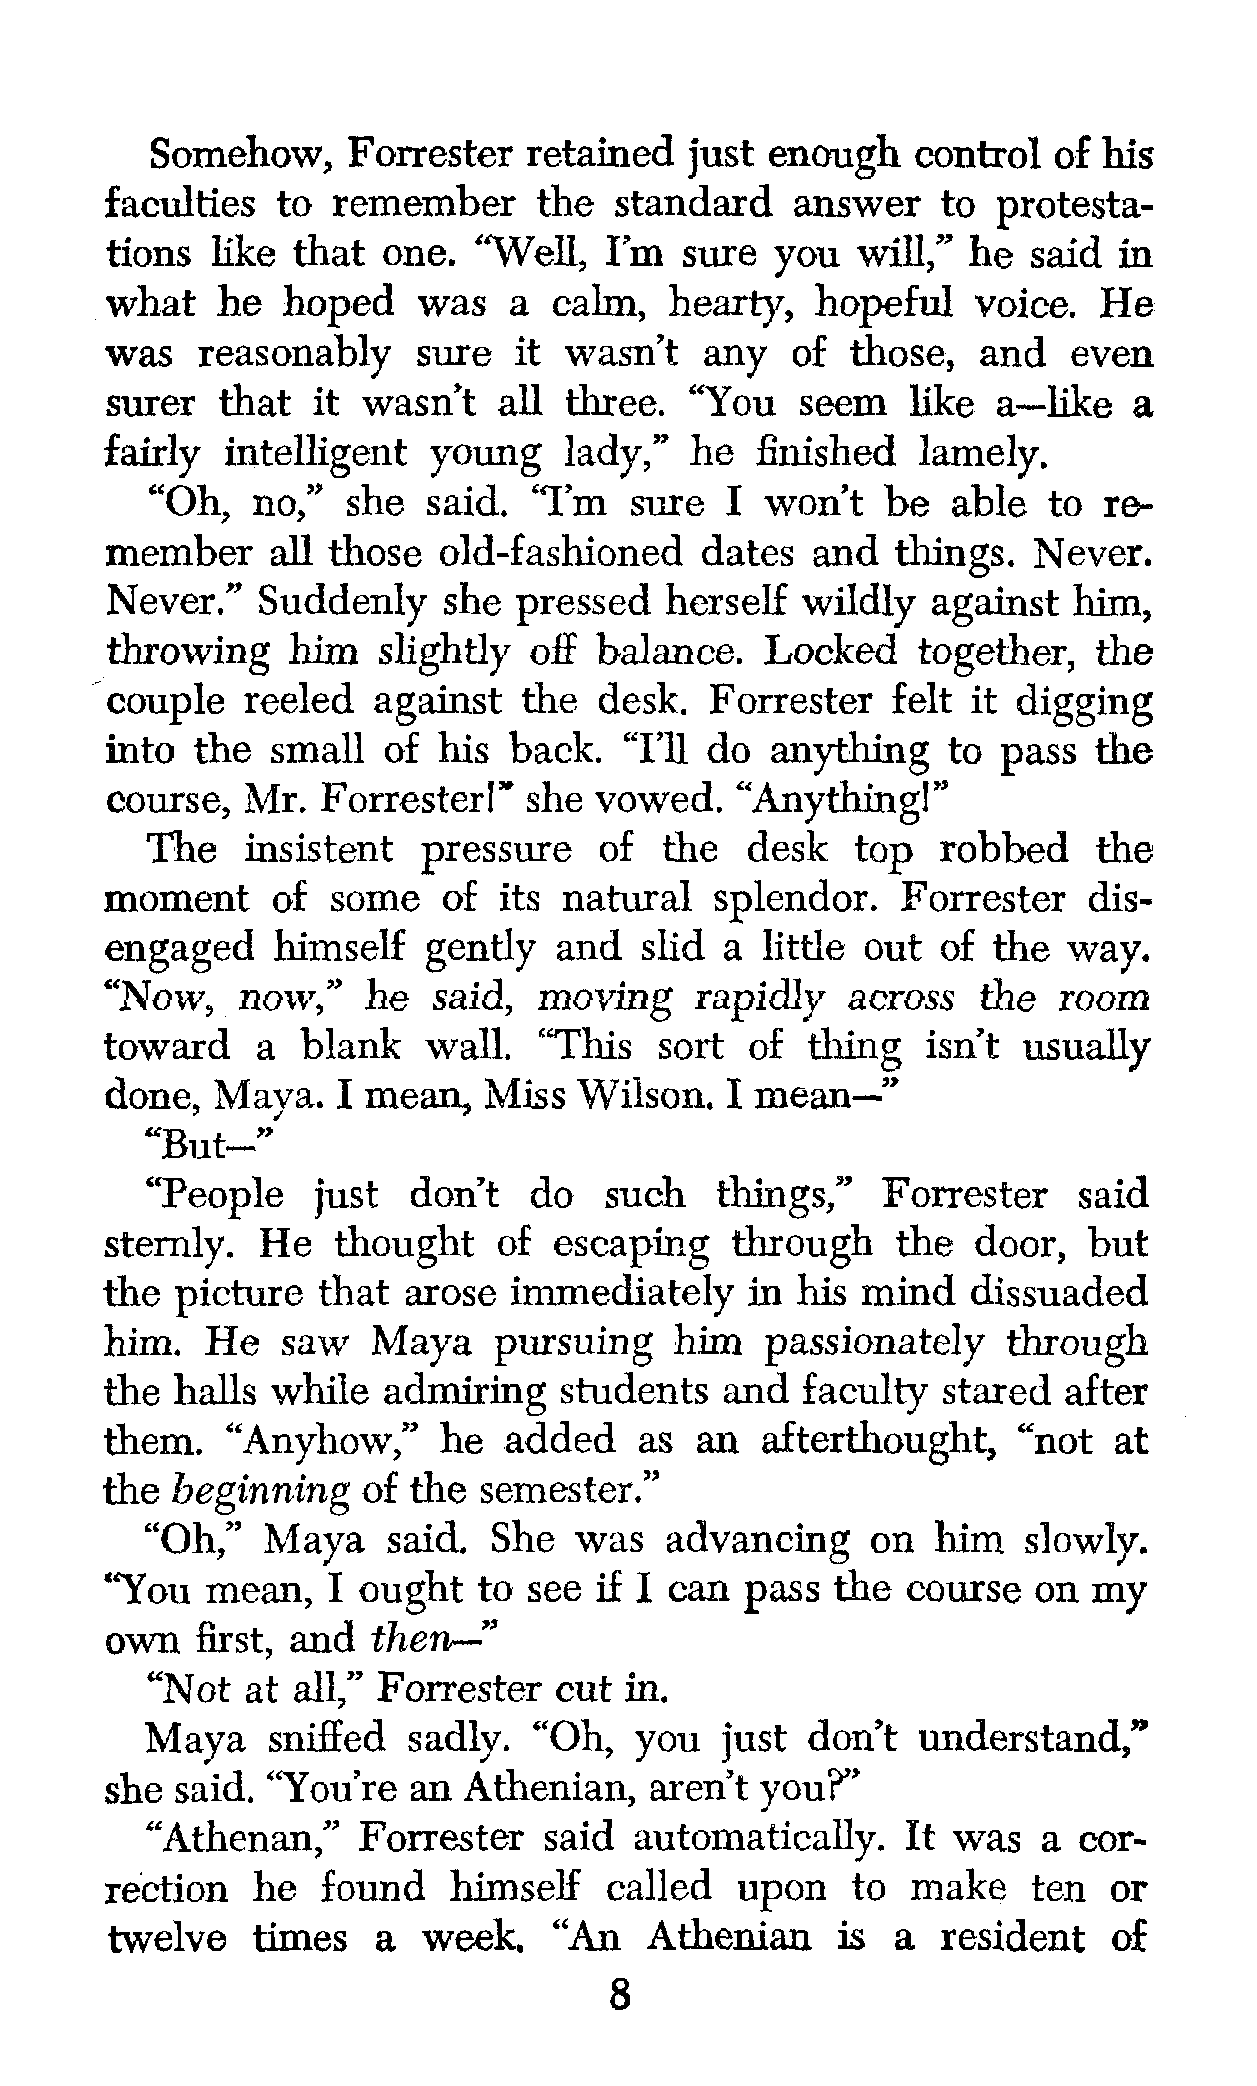 Somehow, Forrester retained just enough control of his
faculties to remember the standard answer to protesta-
tions like that one. “Well, I’m sure you will,” he said in
what he hoped was a calm, hearty, hopeful voice. He
was reasonably sure it wasn’t any of those, and even
surer that it wasn’t all three. “You seem like a—like a
fairly intelligent young lady,” he finished lamely.
“Oh, no,” she said. “I’m sure I won’t be able to re-
member all those old-fashioned dates and things. Never.
Never.” Suddenly she pressed herself wildly against him,
throwing him slightly off balance. Locked together, the
couple reeled against the desk. Forrester felt it digging
into the small of his back. “I’ll do anything to pass the
course, Mr. Forrester!” she vowed. “Anything!”
The insistent pressure of the desk top robbed the
moment of some of its natural splendor. Forrester dis-
engaged himself gently and slid a little out of the way.
“Now, now,” he said, moving rapidly across the room
toward a blank wall. “This sort of thing isn’t usually
done, Maya. I mean, Miss Wilson. I mean—”
“But—”
“People just don’t do such things,” Forrester said
sternly. He thought of escaping through the door, but
the picture that arose immediately in his mind dissuaded
him. He saw Maya pursuing him passionately through
the halls while admiring students and faculty stared after
them. “Anyhow,” he added as an afterthought, “not at
the beginning of the semester.”
“Oh,” Maya said. She was advancing on him slowly.
“You mean, I ought to see if I can pass the course on my
own first, and then—”
“Not at all,” Forrester cut in.
Maya sniffed sadly. “Oh, you just don’t understand,”
she said. “You’re an Athenian, aren’t you?”
“Athenan,” Forrester said automatically. It was a cor-
rection he found himself called upon to make ten or
twelve times a week. “An Athenian is a resident of
8